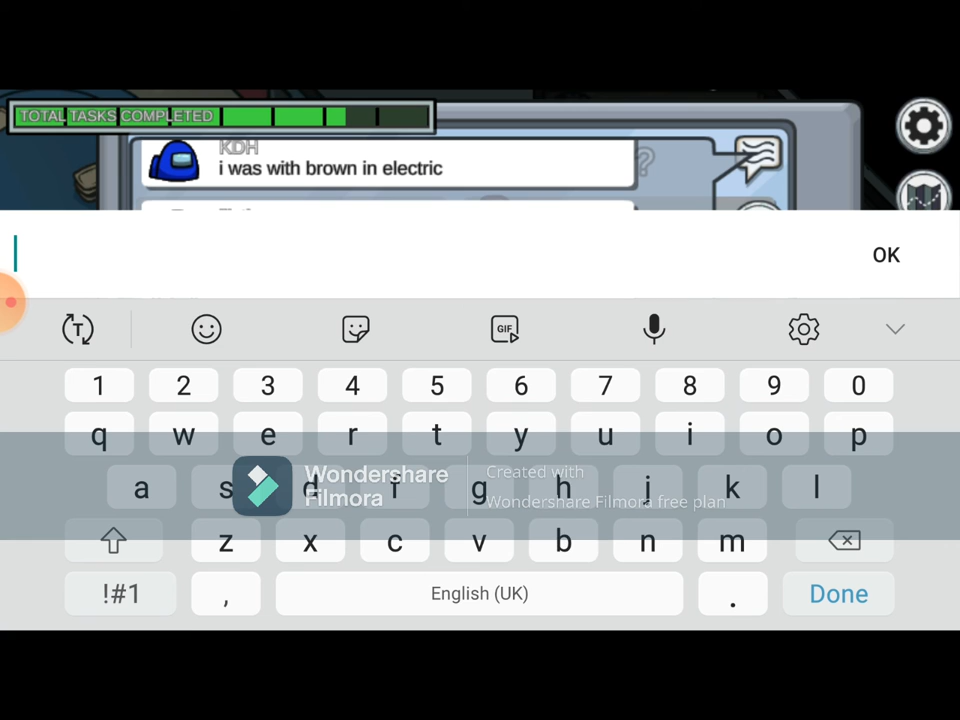 TOTAL TASKS COMPLETED
KDH
i was with brown in electric
?
OK
T
GIF
1 2 3 4 5 6 7 8 9 0
q w e r t y u i o p
a s d f g h j k l
Wondershare
Filmora
Created with
Wondershare Filmora free plan
z x c v b n m
!#1 , English (UK) . Done